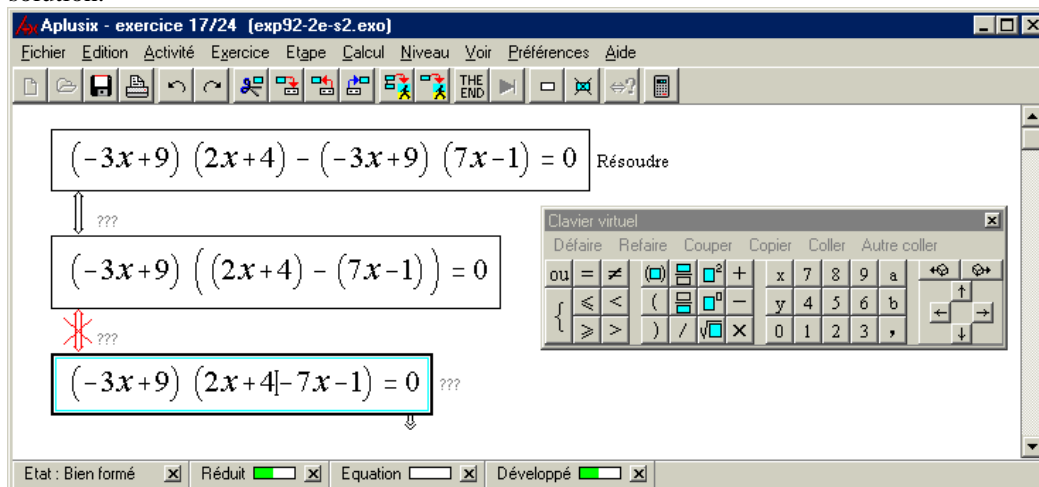 solution.
Aplusix - exercice 17/24 (exp92-2e-s2.exo)
Fichier Edition Activité Exercice Etape Calcul Niveau Voir Préférences Aide
THE END ⇔?
(-3x+9) (2x+4) - (-3x+9) (7x-1) = 0 Résoudre
???
(-3x+9) ((2x+4) - (7x-1)) = 0
???
(-3x+9) (2x+4-7x-1) = 0 ???
Clavier virtuel
Défaire Refaire Couper Copier Coller Autre coller
ou = ≠ (□) □² + x 7 8 9 a
{ ⩽ < ( □□ − y 4 5 6 b
⩾ > ) / √□ × 0 1 2 3 ,
Etat : Bien formé Réduit Equation Développé